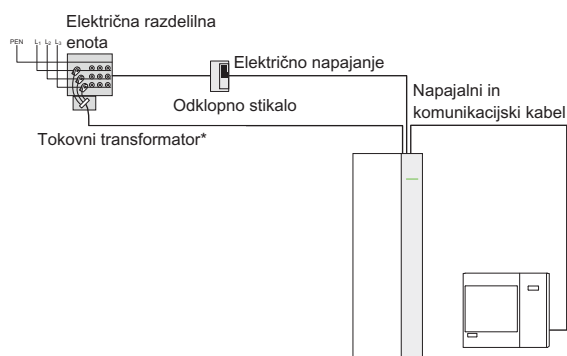 Električna razdelilna
enota
PEN L1 L2 L3
Električno napajanje
Odklopno stikalo
Napajalni in
komunikacijski kabel
Tokovni transformator*